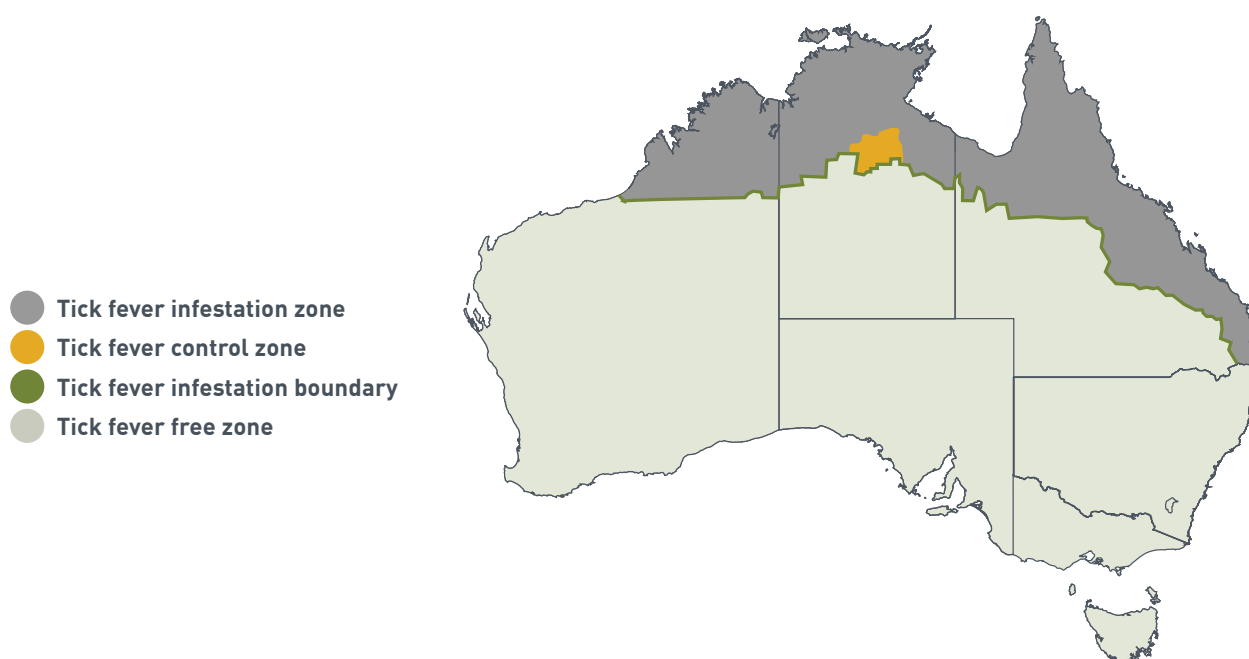 Tick fever infestation zone
Tick fever control zone
Tick fever infestation boundary
Tick fever free zone